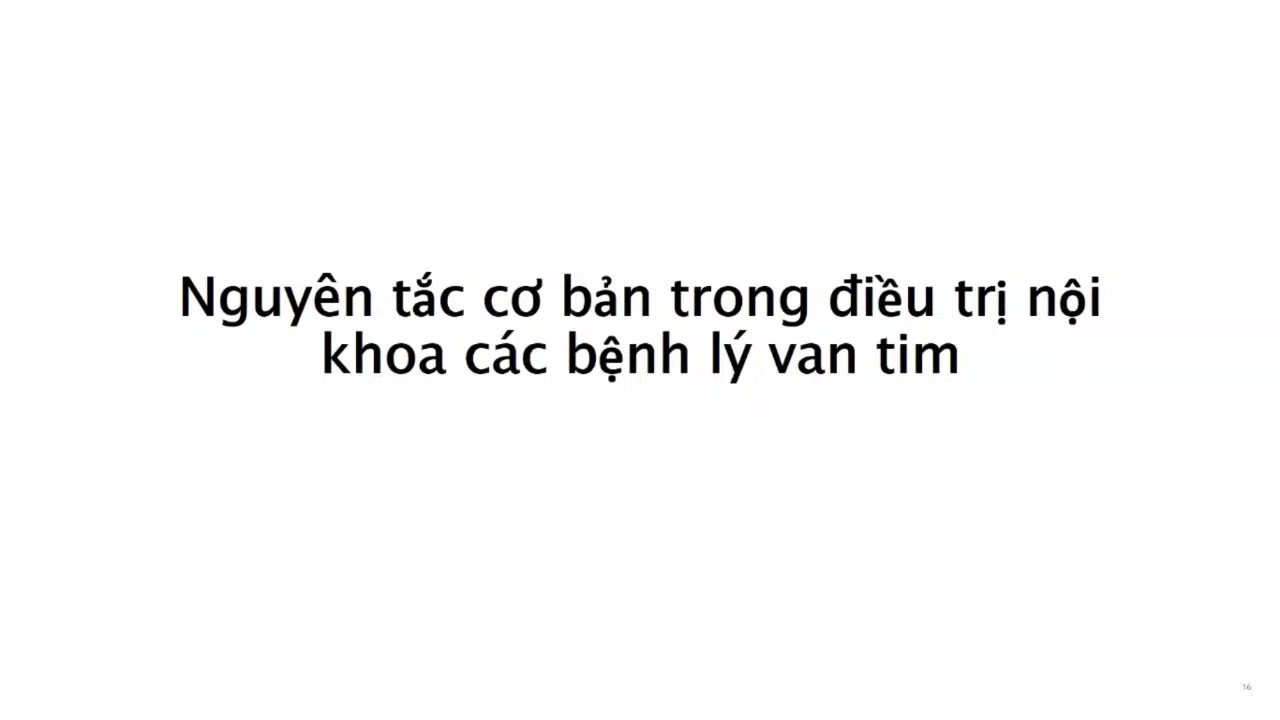 Nguyên tắc cơ bản trong điều trị nội
khoa các bệnh lý van tim
16